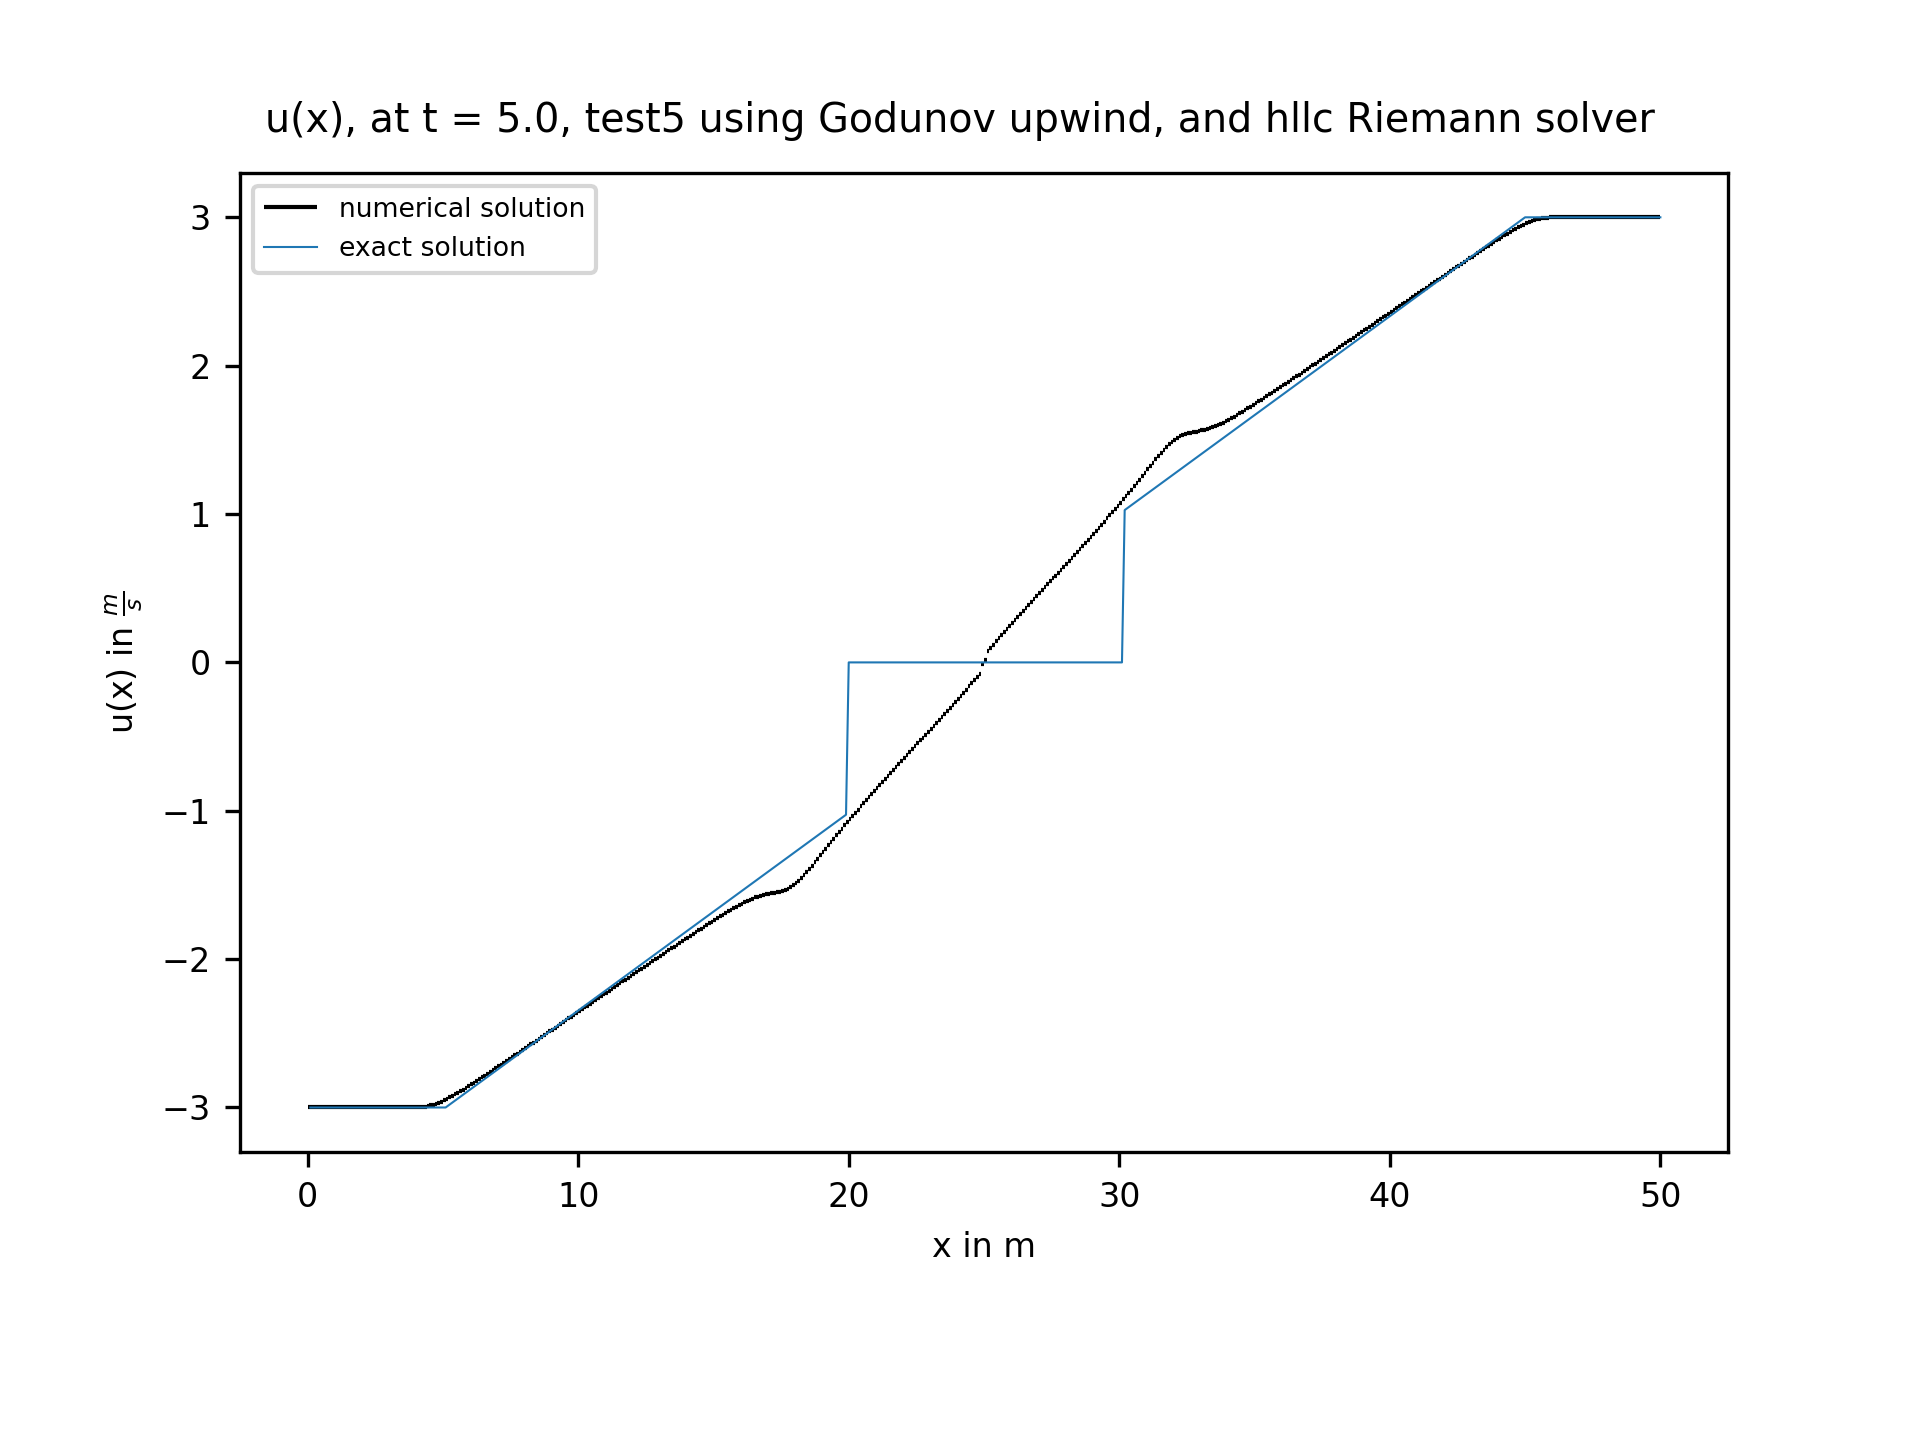 u(x), at t = 5.0, test5 using Godunov upwind, and hllc Riemann solver
numerical solution
exact solution
3
2
1
0
−1
−2
−3
u(x) in m/s
0 10 20 30 40 50
x in m